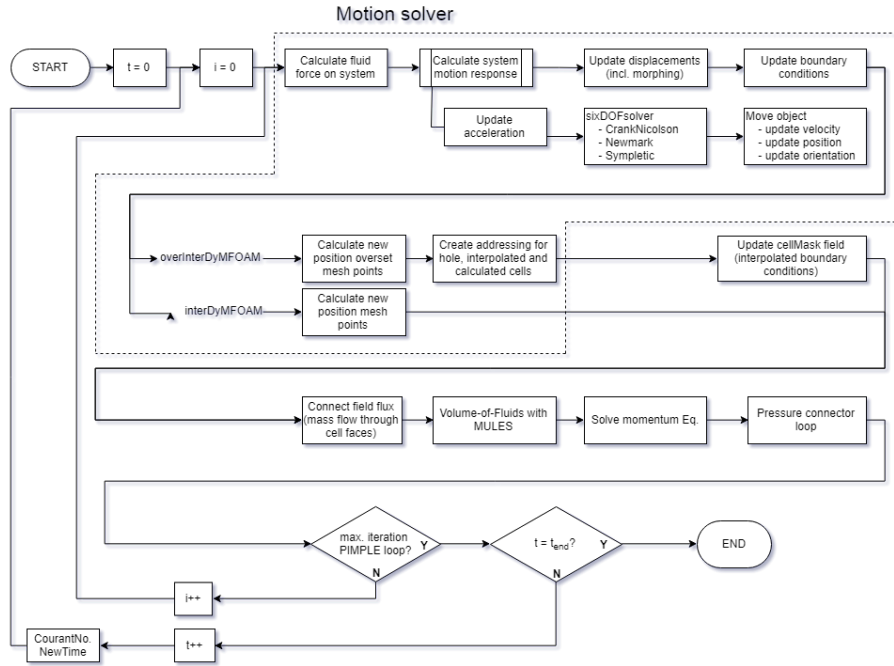 Motion solver
START
t = 0
i = 0
Calculate fluid
force on system
Calculate system
motion response
Update displacements
(incl. morphing)
Update boundary
conditions
Update
acceleration
sixDOFsolver
- CrankNicolson
- Newmark
- Sympletic
Move object
- update velocity
- update position
- update orientation
overInterDyMFOAM
Calculate new
position overset
mesh points
Create addressing for
hole, interpolated and
calculated cells
Update cellMask field
(interpolated boundary
conditions)
interDyMFOAM
Calculate new
position mesh
points
Connect field flux
(mass flow through
cell faces)
Volume-of-Fluids with
MULES
Solve momentum Eq.
Pressure connector
loop
max. iteration
PIMPLE loop?
Y
N
t = tend?
Y
N
END
i++
t++
CourantNo.
NewTime